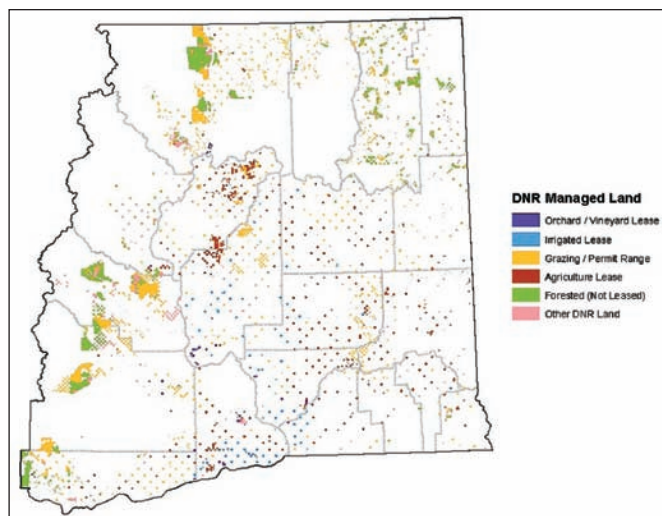 DNR Managed Land
Orchard / Vineyard Lease
Irrigated Lease
Grazing / Permit Range
Agriculture Lease
Forested (Not Leased)
Other DNR Land